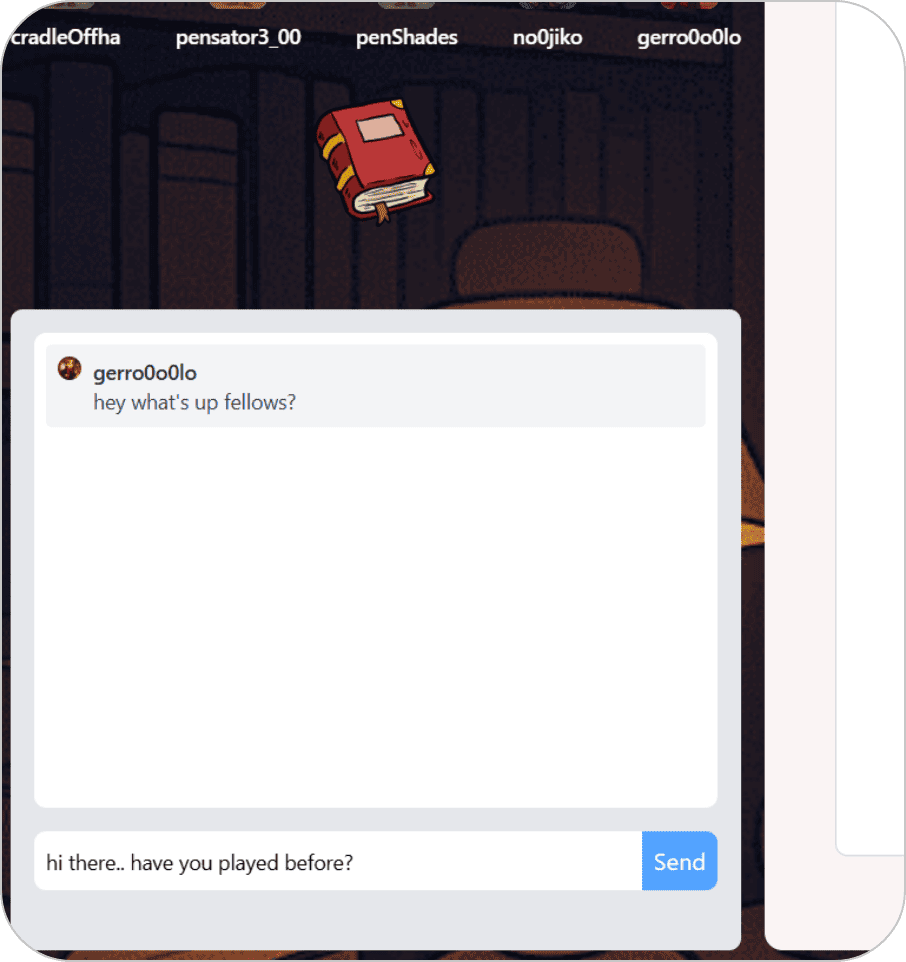 cradleOffha pensator3_00 penShades no0jiko gerro0o0lo
gerro0o0lo
hey what's up fellows?
hi there.. have you played before?
Send